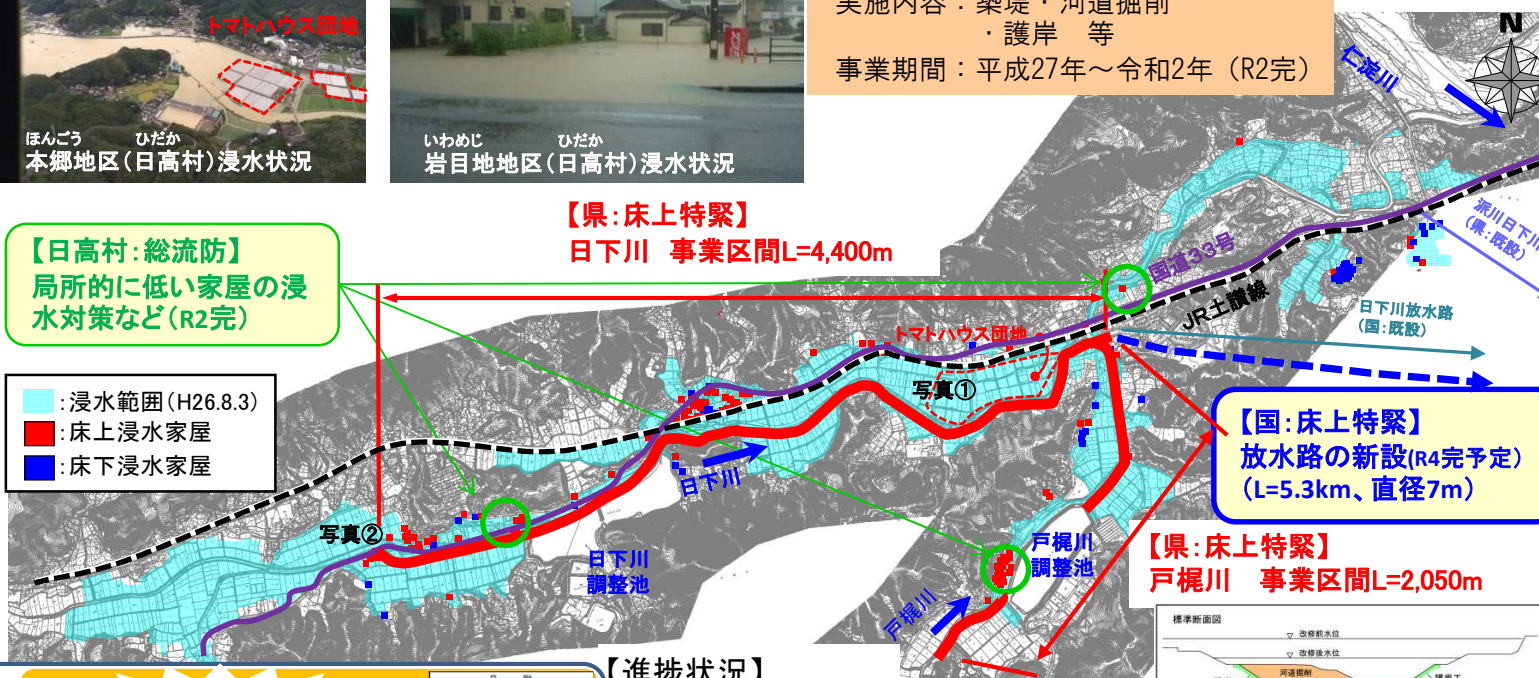 トマトハウス団地
ほんごう ひだか
本郷地区(日高村)浸水状況
いわめじ ひだか
岩目地地区(日高村)浸水状況
実施内容：築堤・河道掘削
・護岸 等
事業期間：平成27年～令和2年（R2完）
N
仁淀川
【県：床上特緊】
日下川 事業区間L=4,400m
【日高村：総流防】
局所的に低い家屋の浸
水対策など（R2完）
国道33号
派川日下川
（県：既設）
JR土讃線
日下川放水路
（国：既設）
トマトハウス団地
写真①
：浸水範囲（H26.8.3）
：床上浸水家屋
：床下浸水家屋
【国：床上特緊】
放水路の新設(R4完予定)
（L=5.3km、直径7m）
日下川
写真②
日下川
調整池
戸梶川
調整池
戸梶川
【県：床上特緊】
戸梶川 事業区間L=2,050m
標準断面図
▽ 改修前水位
▽ 改修後水位
河道掘削
護岸工
【進捗状況】